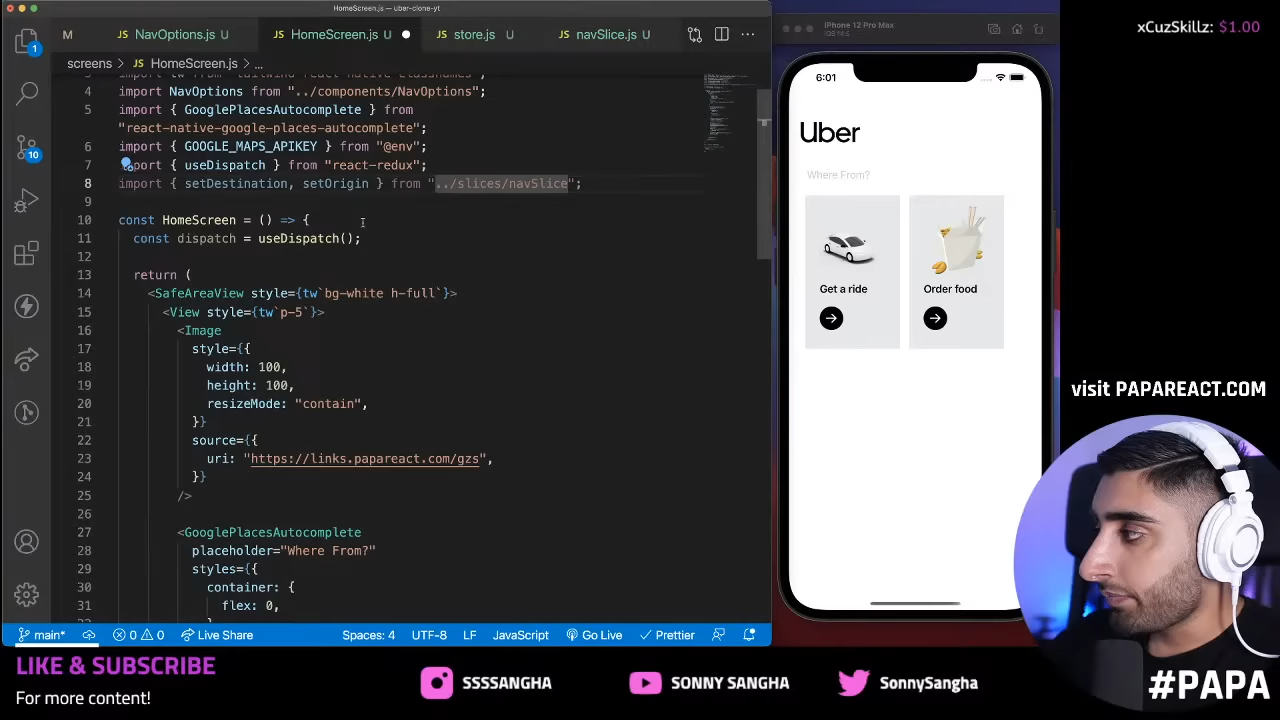 HomeScreen.js — uber-clone-yt
M
NavOptions.js U
HomeScreen.js U
store.js U
navSlice.js U
screens > JS HomeScreen.js > ...
4 import NavOptions from "../components/NavOptions";
5 import { GooglePlacesAutocomplete } from
"react-native-google-places-autocomplete";
6 import { GOOGLE_MAPS_APIKEY } from "@env";
7 port { useDispatch } from "react-redux";
8 import { setDestination, setOrigin } from "../slices/navSlice";
9
10 const HomeScreen = () => {
11 const dispatch = useDispatch();
12
13 return (
14 <SafeAreaView style={tw`bg-white h-full`}>
15 <View style={tw`p-5`}>
16 <Image
17 style={{
18 width: 100,
19 height: 100,
20 resizeMode: "contain",
21 }}
22 source={{
23 uri: "https://links.papareact.com/gzs",
24 }}
25 />
26
27 <GooglePlacesAutocomplete
28 placeholder="Where From?"
29 styles={{
30 container: {
31 flex: 0,
1
10
main*
0 0
Live Share
Spaces: 4
UTF-8
LF
JavaScript
Go Live
Prettier
iPhone 12 Pro Max
6:01
Uber
Where From?
Get a ride
Order food
xCuzSkillz: $1.00
visit PAPAREACT.COM
LIKE & SUBSCRIBE
For more content!
SSSSANGHA
SONNY SANGHA
SonnySangha
#PAPA